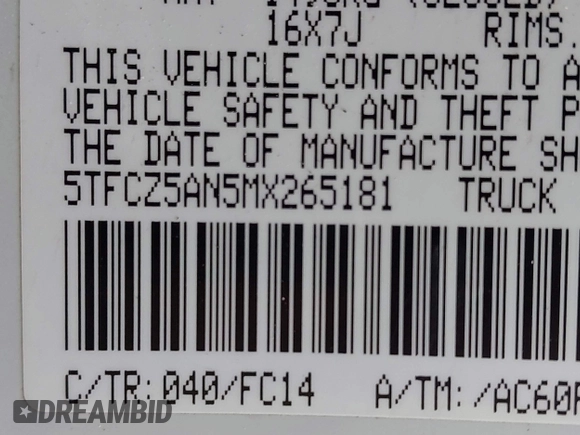 16X7J RIMS.
THIS VEHICLE CONFORMS TO A
VEHICLE SAFETY AND THEFT P
THE DATE OF MANUFACTURE SH
5TFCZ5AN5MX265181 TRUCK
C/TR:040/FC14 A/TM:/AC60
DREAMBID